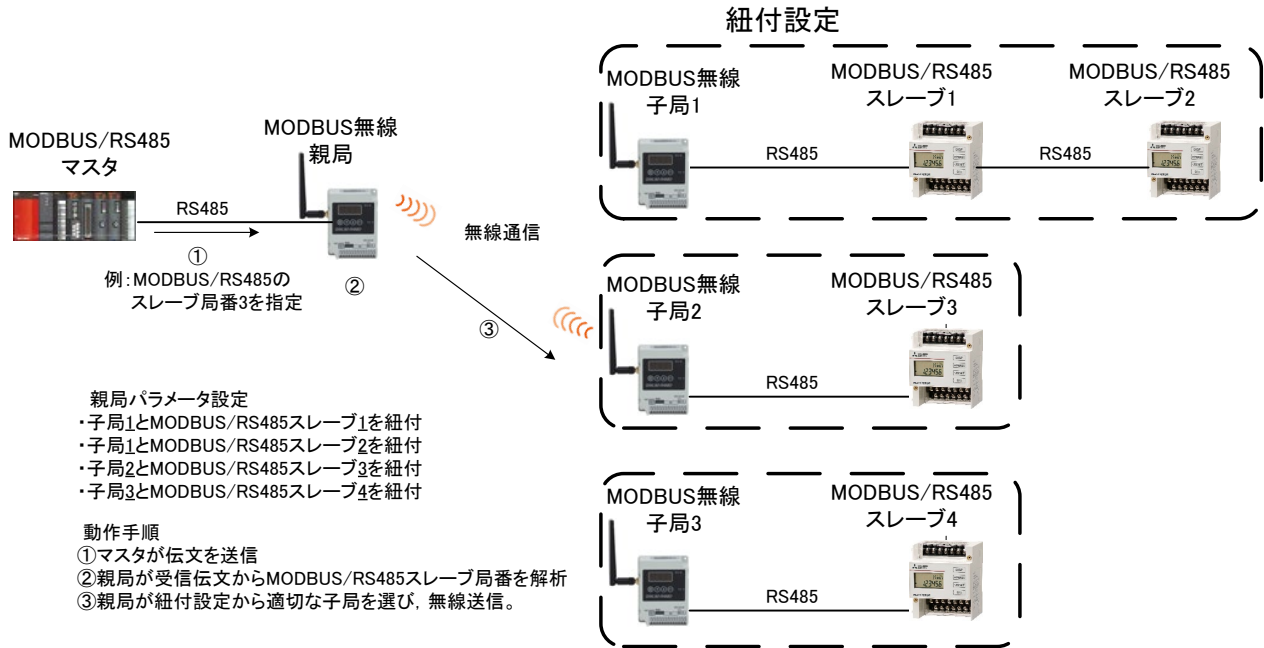 紐付設定
MODBUS/RS485
マスタ
RS485
①
例:MODBUS/RS485の
スレーブ局番3を指定
MODBUS無線
親局
②
無線通信
③
MODBUS無線
子局1
RS485
MODBUS/RS485
スレーブ1
RS485
MODBUS/RS485
スレーブ2
MODBUS無線
子局2
RS485
MODBUS/RS485
スレーブ3
MODBUS無線
子局3
RS485
MODBUS/RS485
スレーブ4
親局パラメータ設定
・子局1とMODBUS/RS485スレーブ1を紐付
・子局1とMODBUS/RS485スレーブ2を紐付
・子局2とMODBUS/RS485スレーブ3を紐付
・子局3とMODBUS/RS485スレーブ4を紐付
動作手順
①マスタが伝文を送信
②親局が受信伝文からMODBUS/RS485スレーブ局番を解析
③親局が紐付設定から適切な子局を選び, 無線送信。